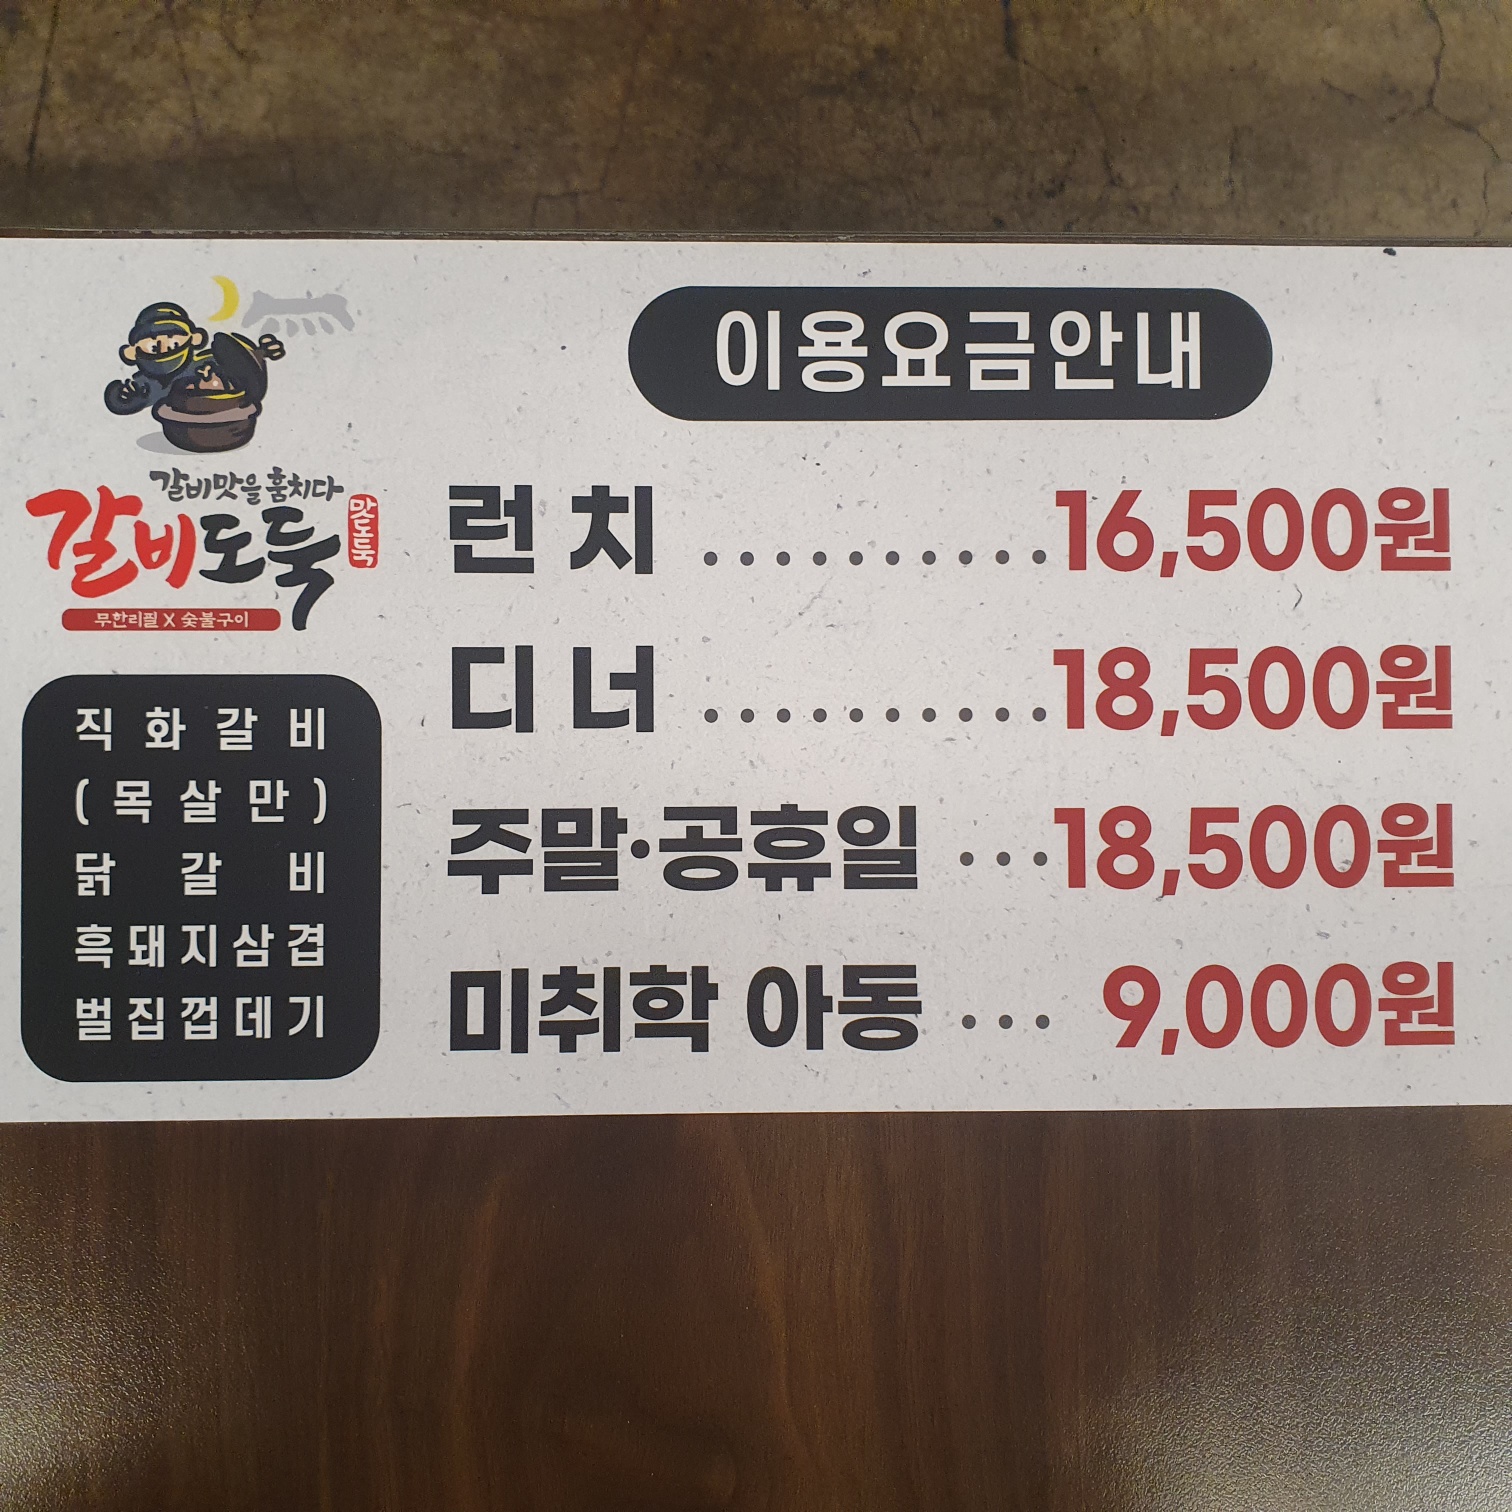 갈비맛을 훔치다
갈비도둑
맛도둑
무한리필 X 숯불구이
직화갈비
(목살만)
닭갈비
흑돼지삼겹
벌집껍데기
이용요금안내
런치 ..........16,500원
디너 ..........18,500원
주말·공휴일 ···18,500원
미취학 아동 ··· 9,000원